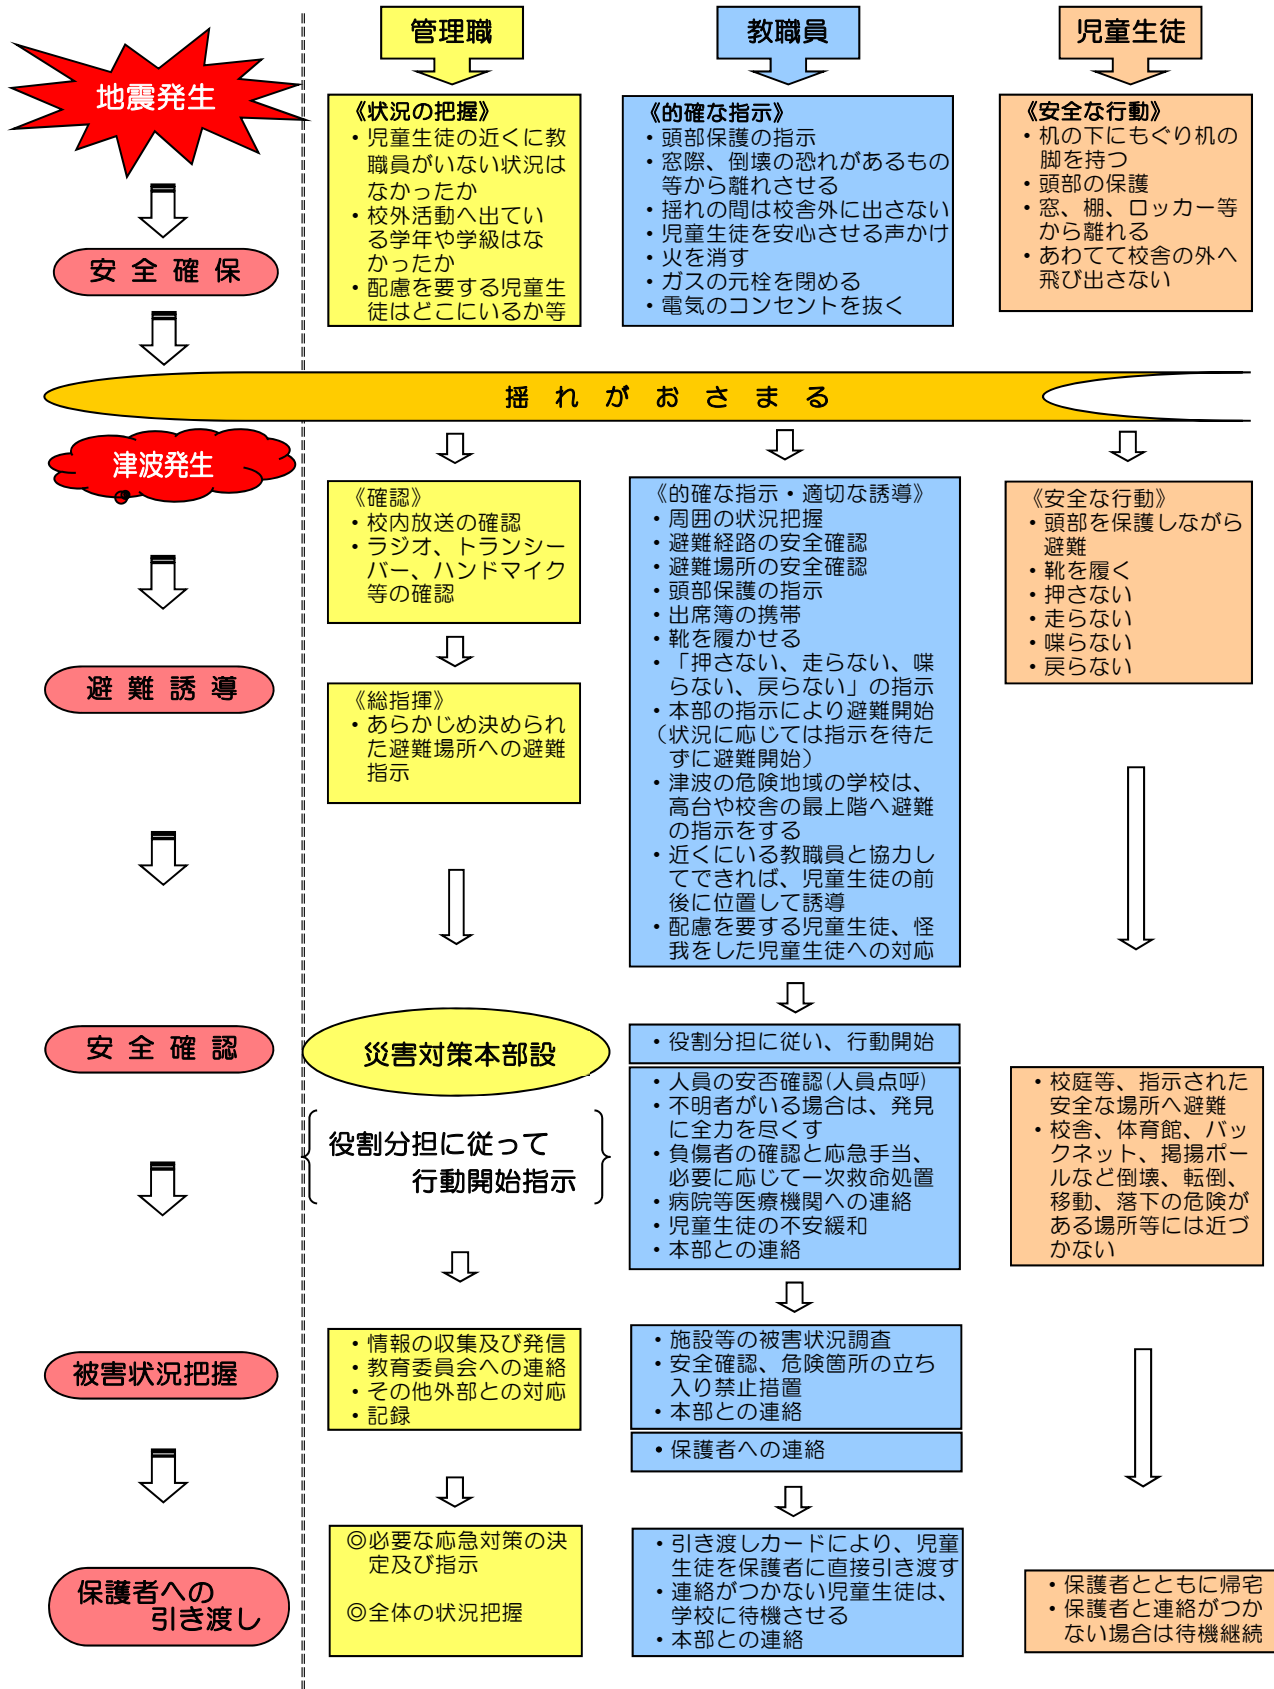 管理職
教職員
児童生徒
地震発生
《状況の把握》
・児童生徒の近くに教
職員がいない状況は
なかったか
・校外活動へ出てい
る学年や学級はな
かったか
・配慮を要する児童生
徒はどこにいるか等
《的確な指示》
・頭部保護の指示
・窓際、倒壊の恐れがあるもの
等から離れさせる
・揺れの間は校舎外に出さない
・児童生徒を安心させる声かけ
・火を消す
・ガスの元栓を閉める
・電気のコンセントを抜く
《安全な行動》
・机の下にもぐり机の
脚を持つ
・頭部の保護
・窓、棚、ロッカー等
から離れる
・あわてて校舎の外へ
飛び出さない
安全確保
揺れがおさまる
津波発生
《確認》
・校内放送の確認
・ラジオ、トランシー
バー、ハンドマイク
等の確認
《的確な指示・適切な誘導》
・周囲の状況把握
・避難経路の安全確認
・避難場所の安全確認
・頭部保護の指示
・出席簿の携帯
・靴を履かせる
・「押さない、走らない、喋
らない、戻らない」の指示
・本部の指示により避難開始
（状況に応じては指示を待た
ずに避難開始）
・津波の危険地域の学校は、
高台や校舎の最上階へ避難
の指示をする
・近くにいる教職員と協力し
てできれば、児童生徒の前
後に位置して誘導
・配慮を要する児童生徒、怪
我をした児童生徒への対応
《安全な行動》
・頭部を保護しながら
避難
・靴を履く
・押さない
・走らない
・喋らない
・戻らない
避難誘導
《総指揮》
・あらかじめ決められ
た避難場所への避難
指示
安全確認
災害対策本部設
役割分担に従って
行動開始指示
・役割分担に従い、行動開始
・人員の安否確認(人員点呼)
・不明者がいる場合は、発見
に全力を尽くす
・負傷者の確認と応急手当、
必要に応じて一次救命処置
・病院等医療機関への連絡
・児童生徒の不安緩和
・本部との連絡
・校庭等、指示された
安全な場所へ避難
・校舎、体育館、バッ
クネット、掲揚ポー
ルなど倒壊、転倒、
移動、落下の危険が
ある場所等には近づ
かない
被害状況把握
・情報の収集及び発信
・教育委員会への連絡
・その他外部との対応
・記録
・施設等の被害状況調査
・安全確認、危険箇所の立ち
入り禁止措置
・本部との連絡
・保護者への連絡
保護者への
引き渡し
◎必要な応急対策の決
定及び指示
◎全体の状況把握
・引き渡しカードにより、児童
生徒を保護者に直接引き渡す
・連絡がつかない児童生徒は、
学校に待機させる
・本部との連絡
・保護者とともに帰宅
・保護者と連絡がつか
ない場合は待機継続